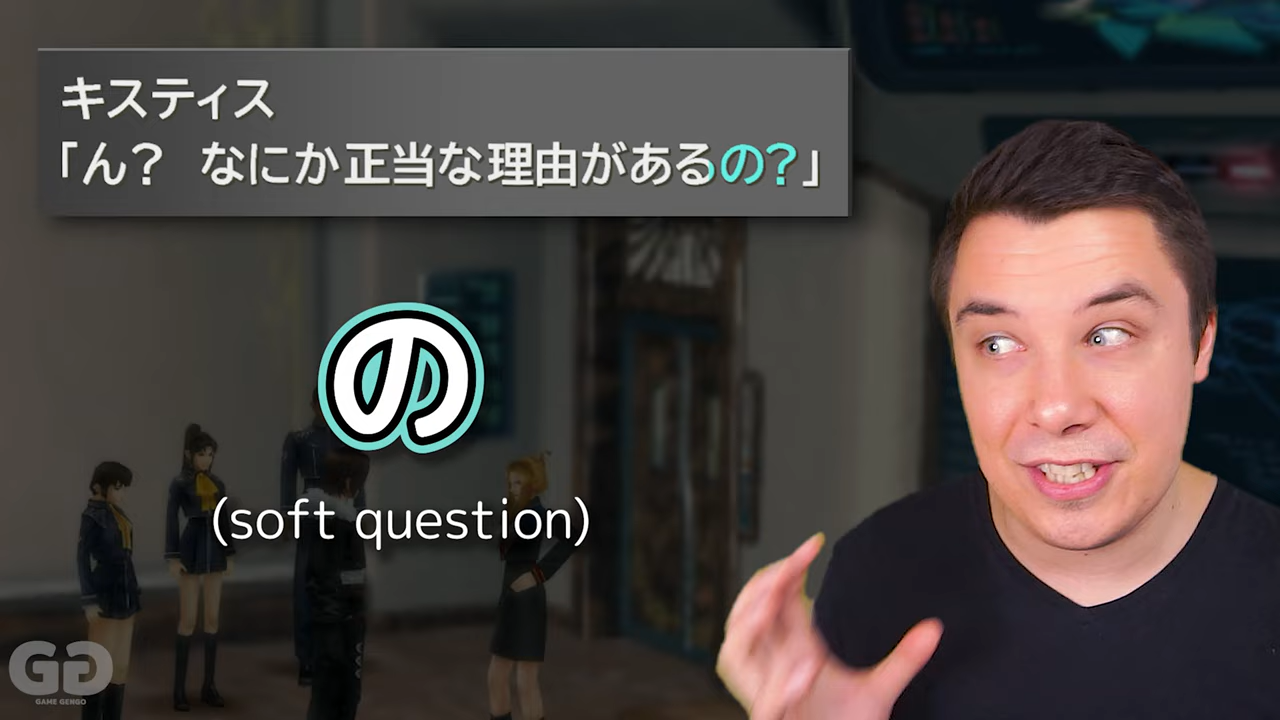 キスティス
「ん？　なにか正当な理由があるの？」
の
(soft question)
GG
GAME GENGO